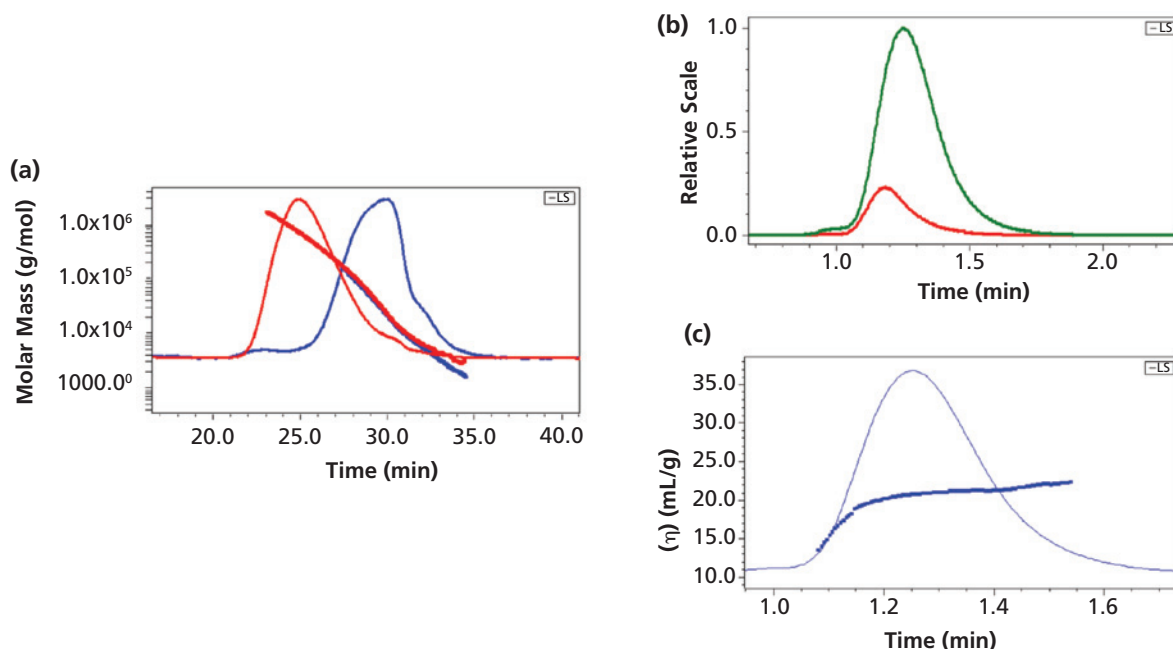 (a)
Molar Mass (g/mol)
1.0x10⁶
1.0x10⁵
1.0x10⁴
1000.0⁰
20.0 25.0 30.0 35.0 40.0
Time (min)
–LS
(b)
Relative Scale
1.0
0.5
0.0
1.0 1.5 2.0
Time (min)
–LS
(c)
(η) (mL/g)
35.0
30.0
25.0
20.0
15.0
10.0
1.0 1.2 1.4 1.6
Time (min)
–LS